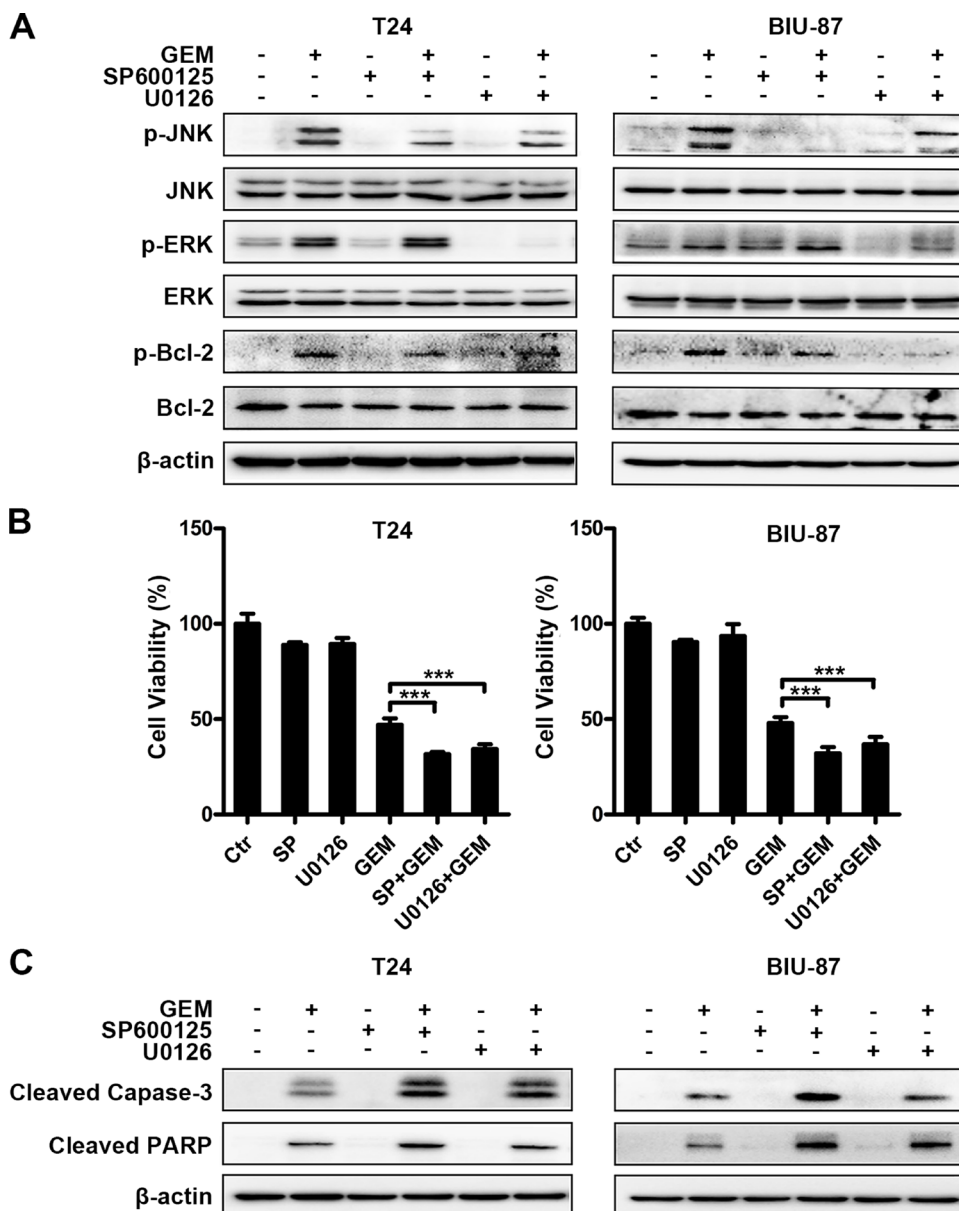 A
T24 BIU-87
GEM - + - + - + - + - + - +
SP600125 - - + + - - - - + + - -
U0126 - - - - + + - - - - + +
p-JNK
JNK
p-ERK
ERK
p-Bcl-2
Bcl-2
β-actin
B
T24 BIU-87
Cell Viability (%) Cell Viability (%)
150 150
100 100
50 50
0 0
*** ***
*** ***
Ctr SP U0126 GEM SP+GEM U0126+GEM Ctr SP U0126 GEM SP+GEM U0126+GEM
C
T24 BIU-87
GEM - + - + - + - + - + - +
SP600125 - - + + - - - - + + - -
U0126 - - - - + + - - - - + +
Cleaved Capase-3
Cleaved PARP
β-actin